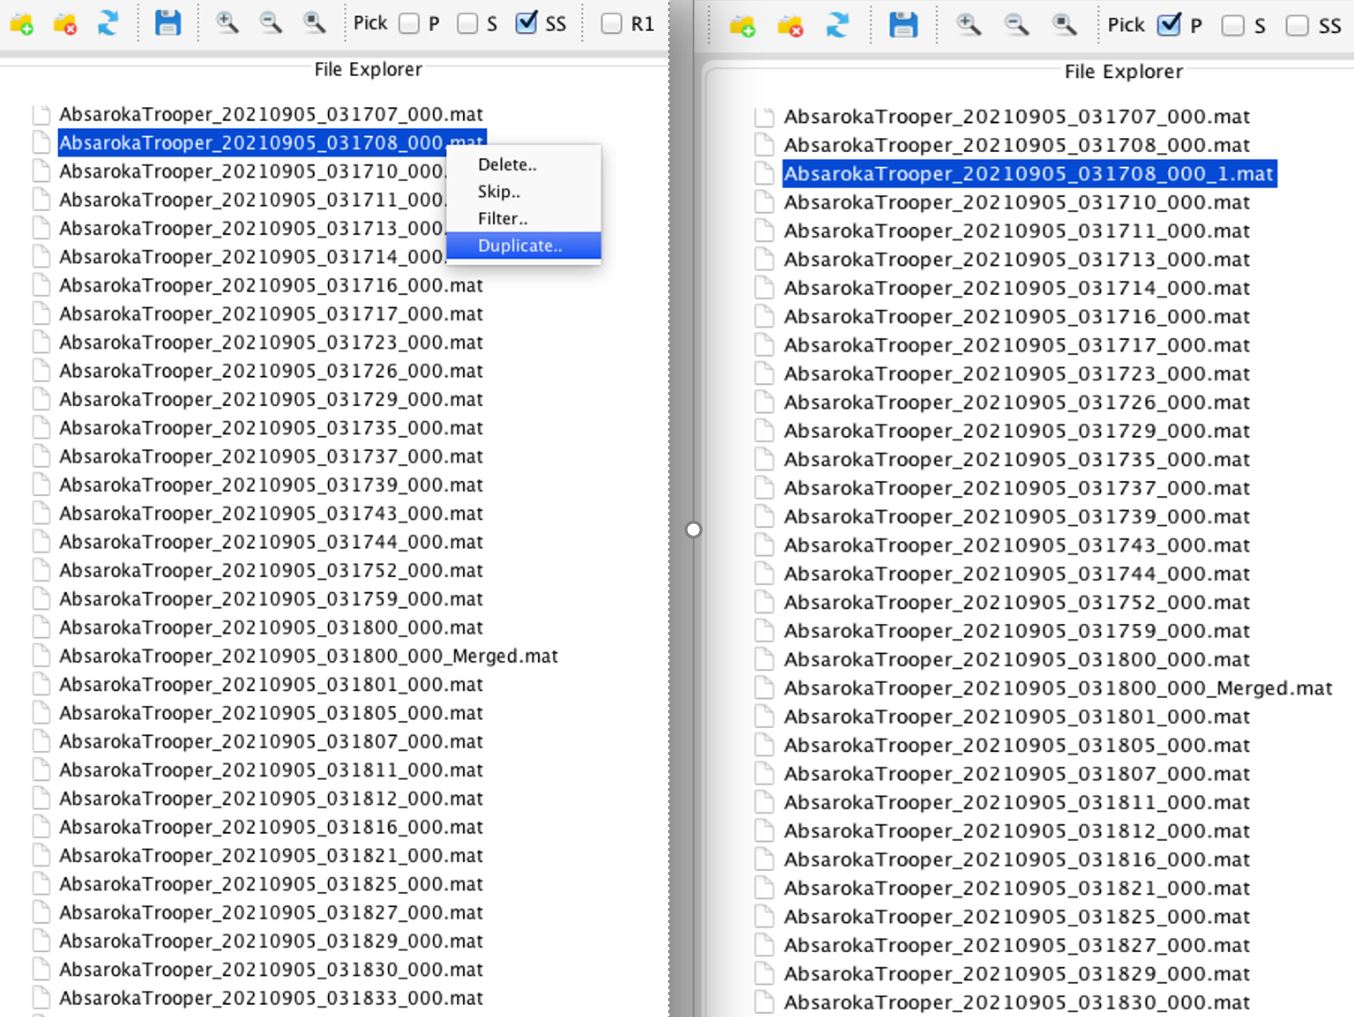 Pick P S SS R1
File Explorer
AbsarokaTrooper_20210905_031707_000.mat
AbsarokaTrooper_20210905_031708_000.mat
AbsarokaTrooper_20210905_031710_000.
AbsarokaTrooper_20210905_031711_000.
AbsarokaTrooper_20210905_031713_000.
AbsarokaTrooper_20210905_031714_000.
Delete..
Skip..
Filter..
Duplicate..
AbsarokaTrooper_20210905_031716_000.mat
AbsarokaTrooper_20210905_031717_000.mat
AbsarokaTrooper_20210905_031723_000.mat
AbsarokaTrooper_20210905_031726_000.mat
AbsarokaTrooper_20210905_031729_000.mat
AbsarokaTrooper_20210905_031735_000.mat
AbsarokaTrooper_20210905_031737_000.mat
AbsarokaTrooper_20210905_031739_000.mat
AbsarokaTrooper_20210905_031743_000.mat
AbsarokaTrooper_20210905_031744_000.mat
AbsarokaTrooper_20210905_031752_000.mat
AbsarokaTrooper_20210905_031759_000.mat
AbsarokaTrooper_20210905_031800_000.mat
AbsarokaTrooper_20210905_031800_000_Merged.mat
AbsarokaTrooper_20210905_031801_000.mat
AbsarokaTrooper_20210905_031805_000.mat
AbsarokaTrooper_20210905_031807_000.mat
AbsarokaTrooper_20210905_031811_000.mat
AbsarokaTrooper_20210905_031812_000.mat
AbsarokaTrooper_20210905_031816_000.mat
AbsarokaTrooper_20210905_031821_000.mat
AbsarokaTrooper_20210905_031825_000.mat
AbsarokaTrooper_20210905_031827_000.mat
AbsarokaTrooper_20210905_031829_000.mat
AbsarokaTrooper_20210905_031830_000.mat
AbsarokaTrooper_20210905_031833_000.mat
Pick P S SS
File Explorer
AbsarokaTrooper_20210905_031707_000.mat
AbsarokaTrooper_20210905_031708_000.mat
AbsarokaTrooper_20210905_031708_000_1.mat
AbsarokaTrooper_20210905_031710_000.mat
AbsarokaTrooper_20210905_031711_000.mat
AbsarokaTrooper_20210905_031713_000.mat
AbsarokaTrooper_20210905_031714_000.mat
AbsarokaTrooper_20210905_031716_000.mat
AbsarokaTrooper_20210905_031717_000.mat
AbsarokaTrooper_20210905_031723_000.mat
AbsarokaTrooper_20210905_031726_000.mat
AbsarokaTrooper_20210905_031729_000.mat
AbsarokaTrooper_20210905_031735_000.mat
AbsarokaTrooper_20210905_031737_000.mat
AbsarokaTrooper_20210905_031739_000.mat
AbsarokaTrooper_20210905_031743_000.mat
AbsarokaTrooper_20210905_031744_000.mat
AbsarokaTrooper_20210905_031752_000.mat
AbsarokaTrooper_20210905_031759_000.mat
AbsarokaTrooper_20210905_031800_000.mat
AbsarokaTrooper_20210905_031800_000_Merged.mat
AbsarokaTrooper_20210905_031801_000.mat
AbsarokaTrooper_20210905_031805_000.mat
AbsarokaTrooper_20210905_031807_000.mat
AbsarokaTrooper_20210905_031811_000.mat
AbsarokaTrooper_20210905_031812_000.mat
AbsarokaTrooper_20210905_031816_000.mat
AbsarokaTrooper_20210905_031821_000.mat
AbsarokaTrooper_20210905_031825_000.mat
AbsarokaTrooper_20210905_031827_000.mat
AbsarokaTrooper_20210905_031829_000.mat
AbsarokaTrooper_20210905_031830_000.mat